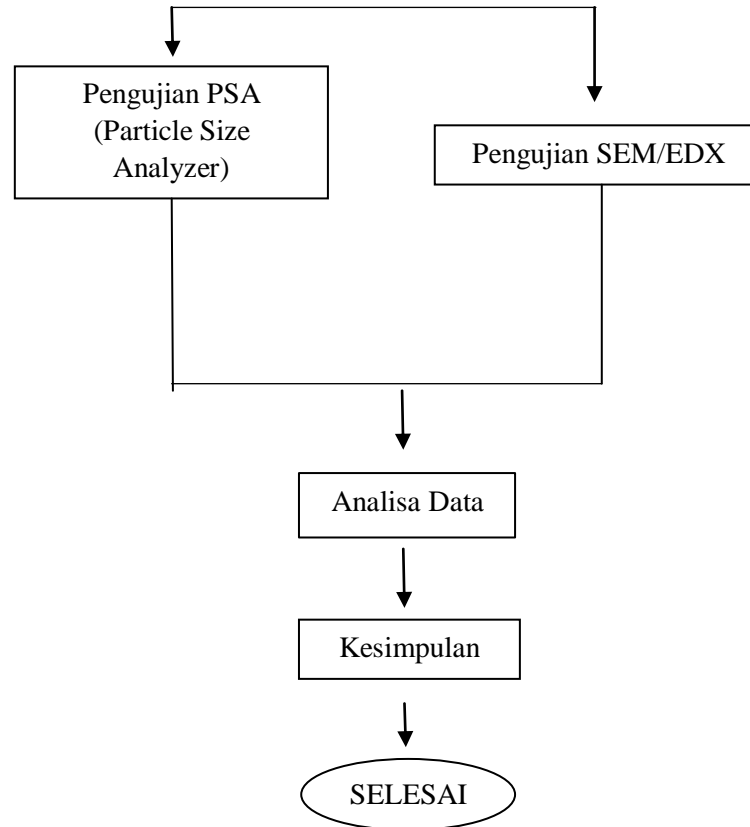 Pengujian PSA
(Particle Size
Analyzer)
Pengujian SEM/EDX
Analisa Data
Kesimpulan
SELESAI